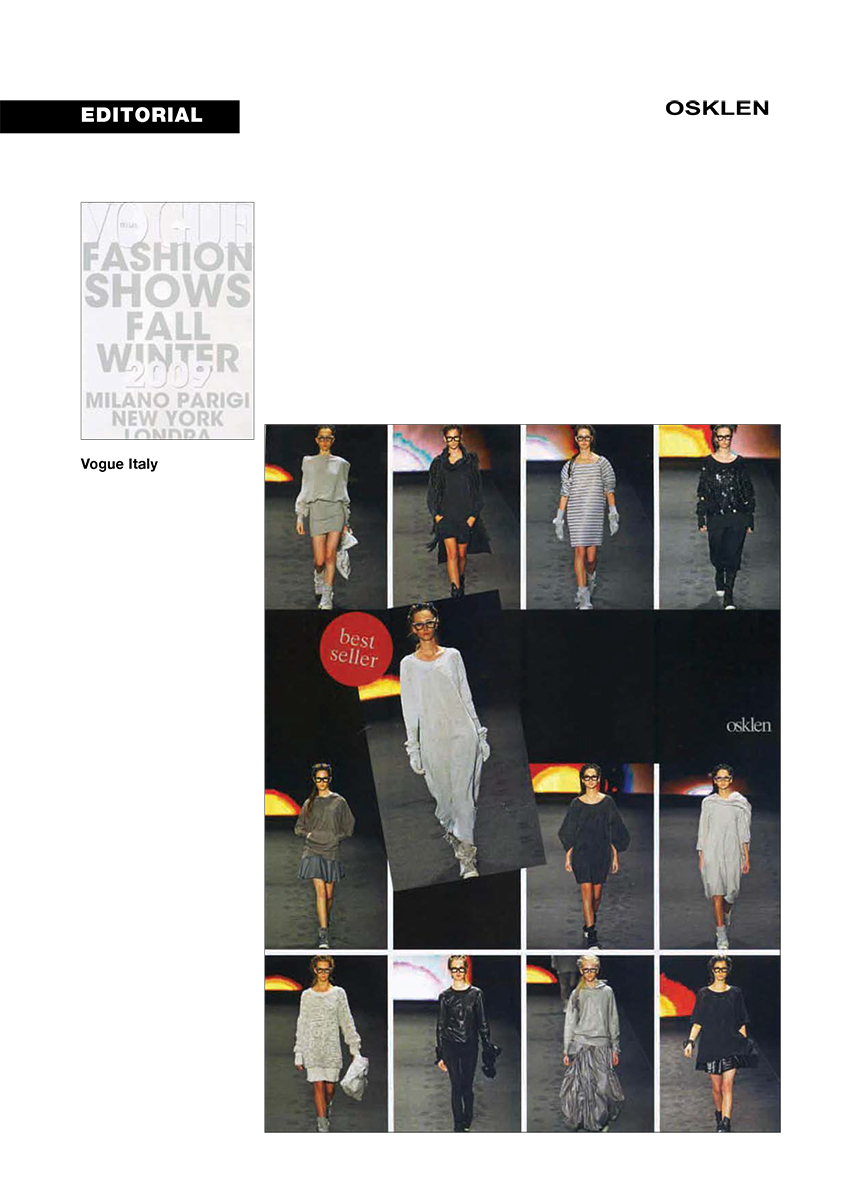 EDITORIAL
OSKLEN
VOGUE
FASHION
SHOWS
FALL
WINTER
2009
MILANO PARIGI
NEW YORK
LONDRA
Vogue Italy
best
seller
osklen